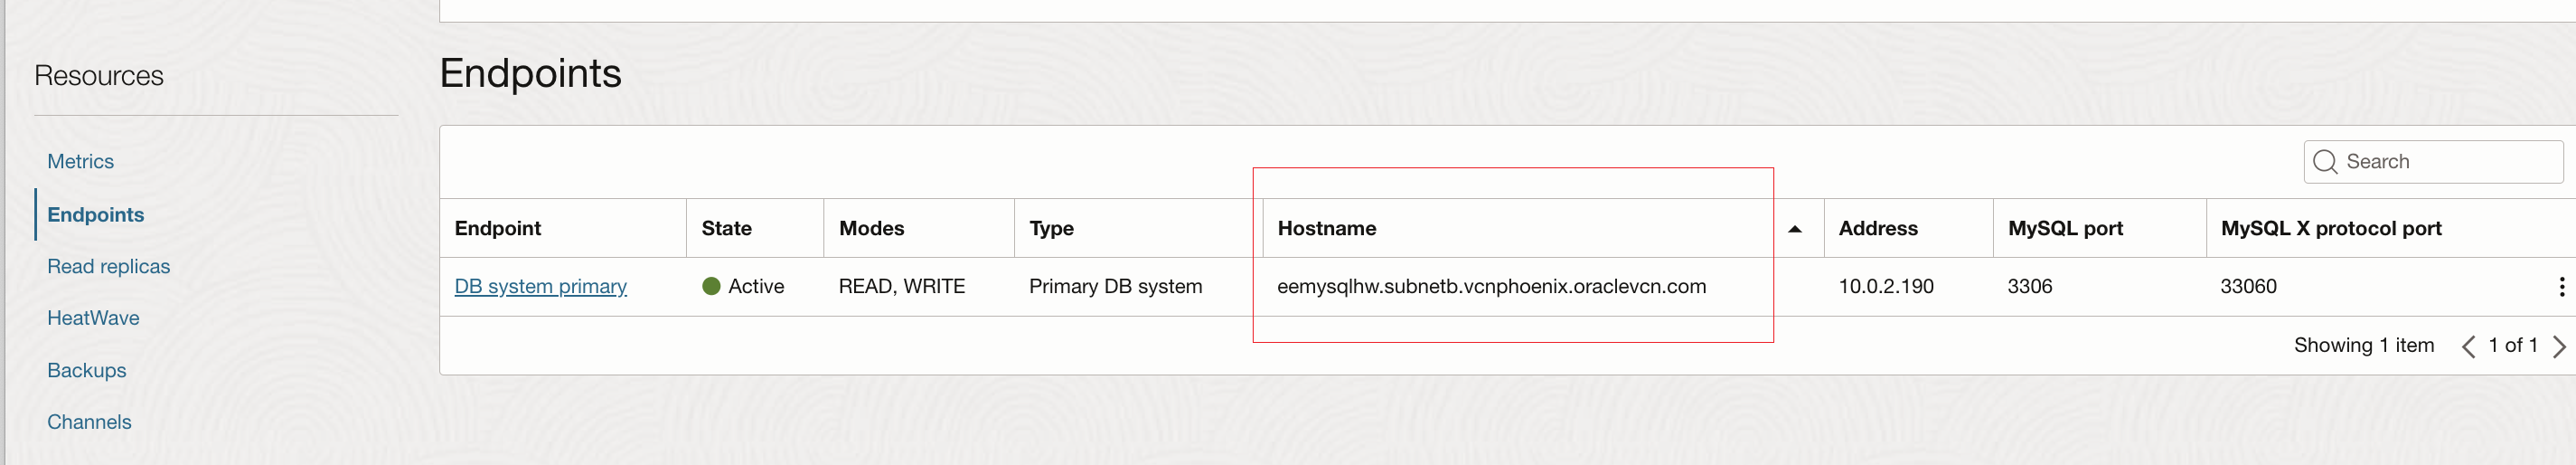 Resources
Metrics
Endpoints
Read replicas
HeatWave
Backups
Channels
Endpoints
Search
Endpoint State Modes Type Hostname Address MySQL port MySQL X protocol port
DB system primary Active READ, WRITE Primary DB system eemysqlhw.subnetb.vcnphoenix.oraclevcn.com 10.0.2.190 3306 33060
Showing 1 item 1 of 1